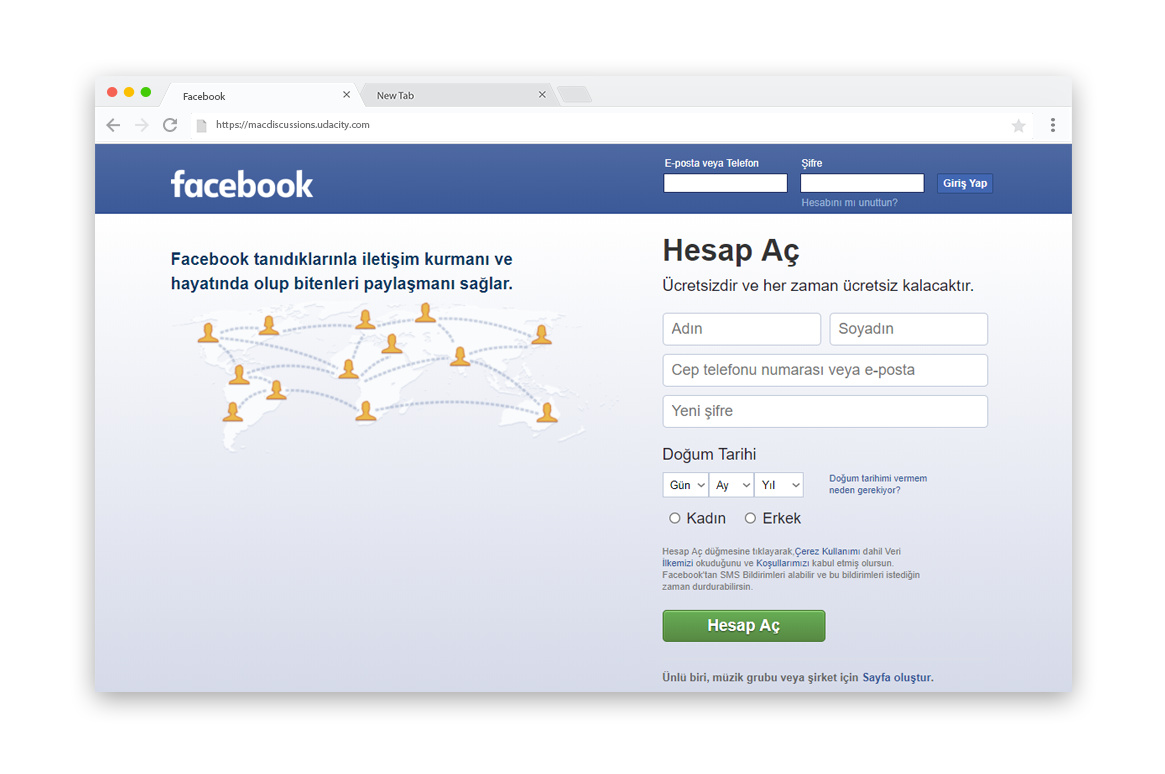 Facebook
New Tab
https://macdiscussions.udacity.com
facebook
E-posta veya Telefon
Şifre
Giriş Yap
Hesabını mı unuttun?
Facebook tanıdıklarınla iletişim kurmanı ve
hayatında olup bitenleri paylaşmanı sağlar.
Hesap Aç
Ücretsizdir ve her zaman ücretsiz kalacaktır.
Adın
Soyadın
Cep telefonu numarası veya e-posta
Yeni şifre
Doğum Tarihi
Gün
Ay
Yıl
Doğum tarihimi vermem
neden gerekiyor?
Kadın
Erkek
Hesap Aç düğmesine tıklayarak,Çerez Kullanımı dahil Veri
İlkemizi okuduğunu ve Koşullarımızı kabul etmiş olursun.
Facebook'tan SMS Bildirimleri alabilir ve bu bildirimleri istediğin
zaman durdurabilirsin.
Hesap Aç
Ünlü biri, müzik grubu veya şirket için Sayfa oluştur.